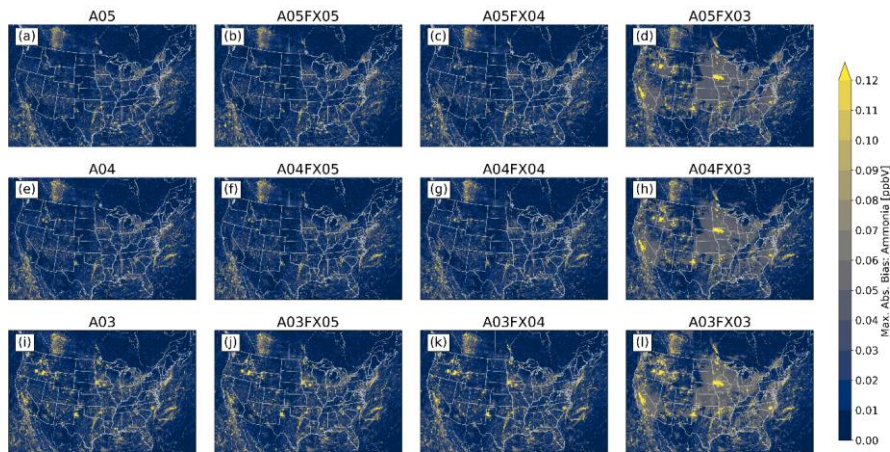 A05 A05FX05 A05FX04 A05FX03
(a) (b) (c) (d)
A04 A04FX05 A04FX04 A04FX03
(e) (f) (g) (h)
A03 A03FX05 A03FX04 A03FX03
(i) (j) (k) (l)
0.12
0.11
0.10
0.09
0.08
0.07
0.06
0.05
0.04
0.03
0.02
0.01
0.00
Max. Abs. Bias: Ammonia [ppbV]